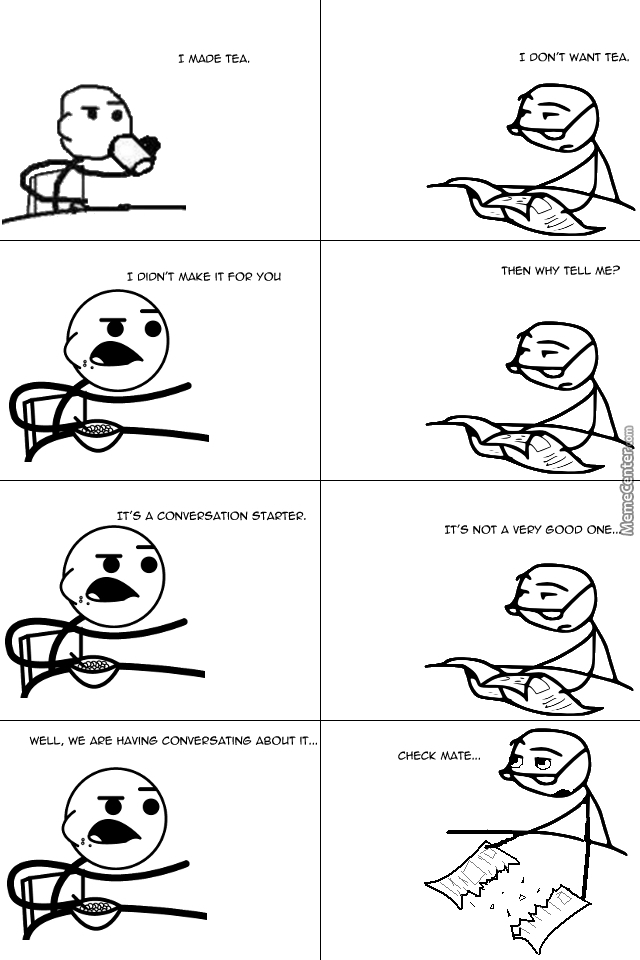 I MADE TEA.
I DON'T WANT TEA.
I DIDN'T MAKE IT FOR YOU
THEN WHY TELL ME?
IT'S A CONVERSATION STARTER.
IT'S NOT A VERY GOOD ONE...
WELL, WE ARE HAVING CONVERSATING ABOUT IT...
CHECK MATE...
MemeCenter.com